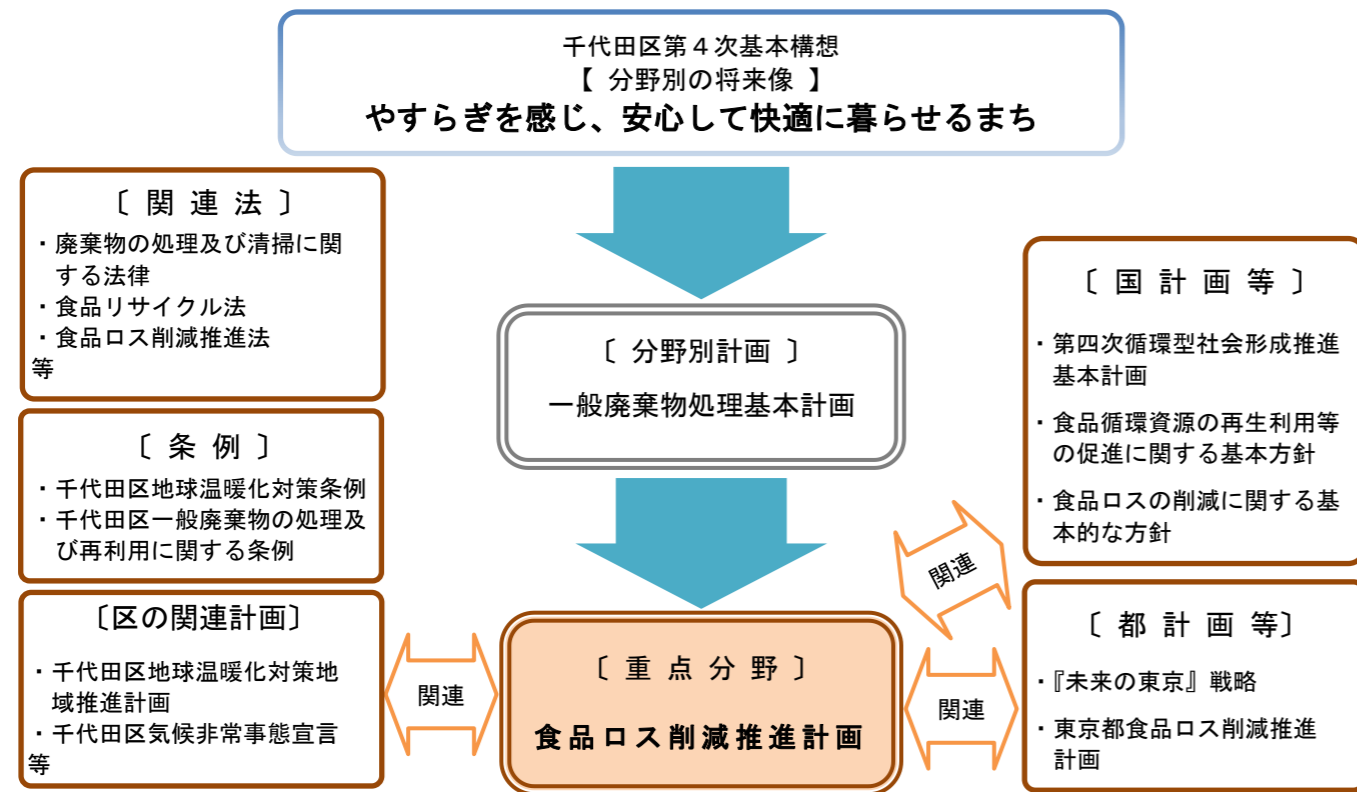 千代田区第４次基本構想
【 分野別の将来像 】
やすらぎを感じ、安心して快適に暮らせるまち
〔 関 連 法 〕
・廃棄物の処理及び清掃に関
する法律
・食品リサイクル法
・食品ロス削減推進法
等
〔 条 例 〕
・千代田区地球温暖化対策条例
・千代田区一般廃棄物の処理及
び再利用に関する条例
〔区の関連計画〕
・千代田区地球温暖化対策地
域推進計画
・千代田区気候非常事態宣言
等
〔 分野別計画 〕
一般廃棄物処理基本計画
関連
〔 重 点 分 野 〕
食品ロス削減推進計画
関連
関連
〔 国 計 画 等 〕
・第四次循環型社会形成推進
基本計画
・食品循環資源の再生利用等
の促進に関する基本方針
・食品ロスの削減に関する基
本的な方針
〔 都 計 画 等〕
・『未来の東京』戦略
・東京都食品ロス削減推進
計画